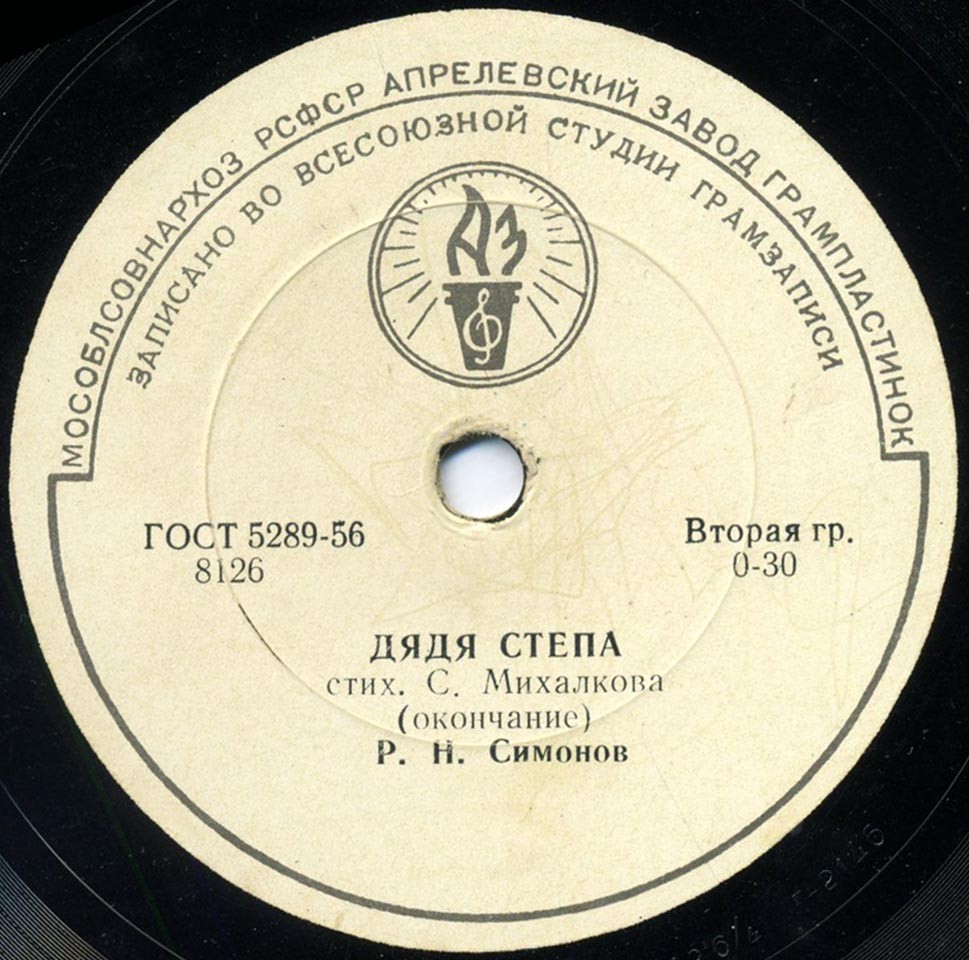 МОСОБЛСОВНАРХОЗ РСФСР АПРЕЛЕВСКИЙ ЗАВОД ГРАМПЛАСТИНОК
ЗАПИСАНО ВО ВСЕСОЮЗНОЙ СТУДИИ ГРАМЗАПИСИ
АЗ
ГОСТ 5289-56
8126
Вторая гр.
0-30
ДЯДЯ СТЕПА
стих. С. Михалкова
(окончание)
Р. Н. Симонов